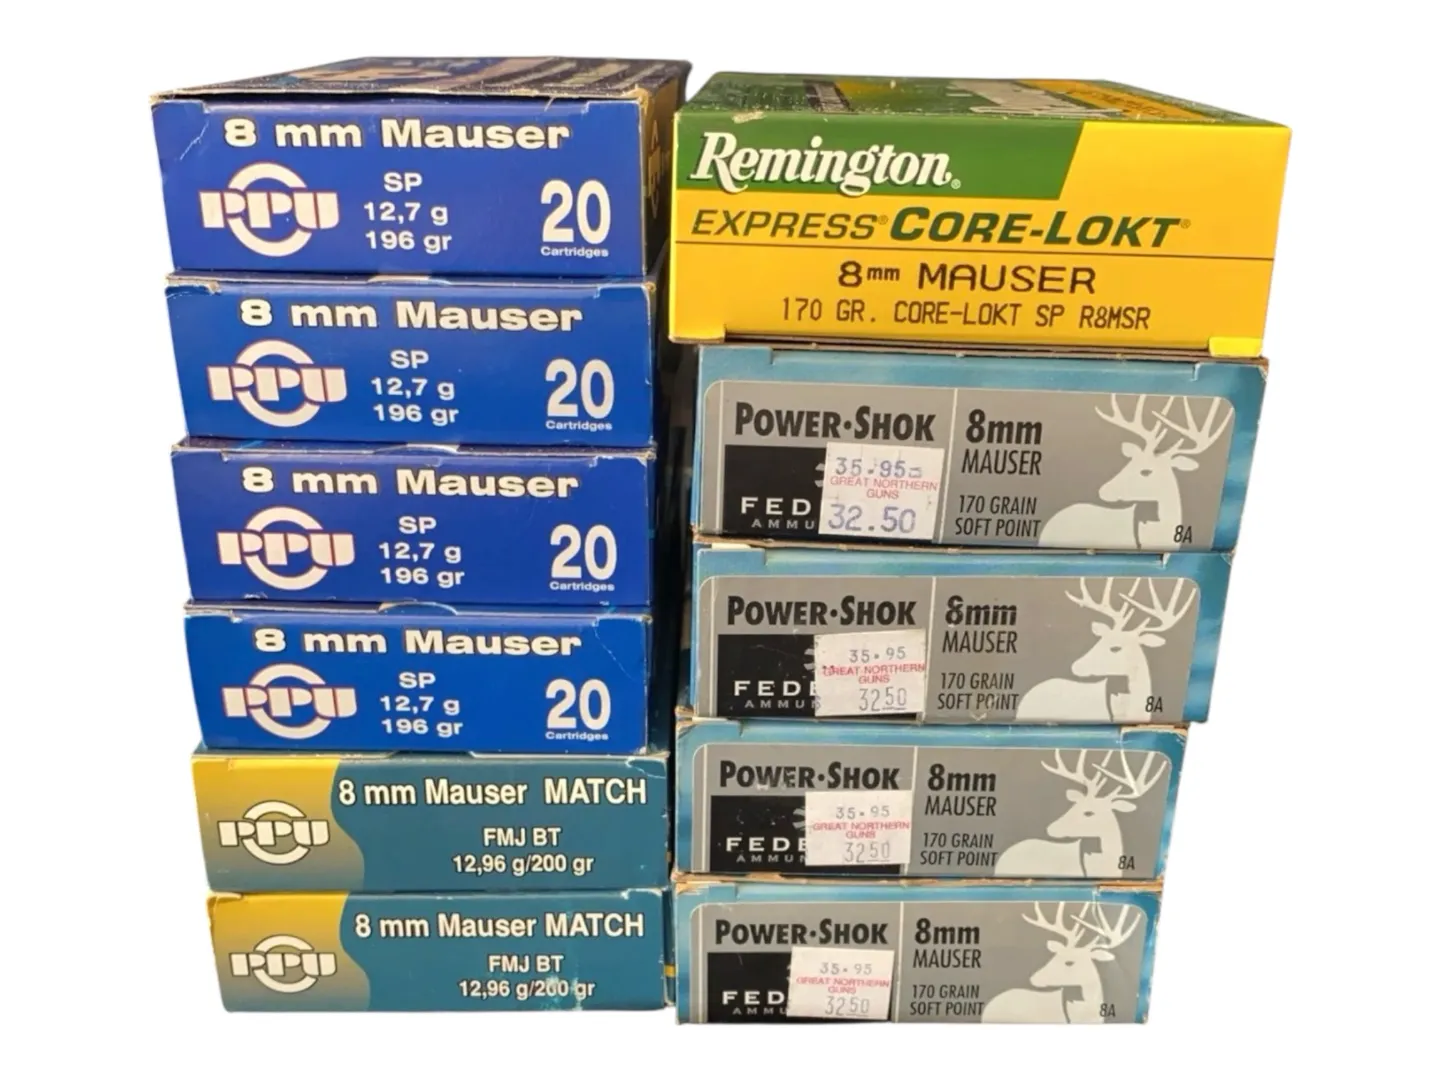 8 mm Mauser
PPU
SP
12,7 g
196 gr
20
Cartridges
8 mm Mauser
PPU
SP
12,7 g
196 gr
20
Cartridges
8 mm Mauser
PPU
SP
12,7 g
196 gr
20
Cartridges
8 mm Mauser
PPU
SP
12,7 g
196 gr
20
Cartridges
8 mm Mauser MATCH
PPU
FMJ BT
12,96 g/200 gr
8 mm Mauser MATCH
PPU
FMJ BT
12,96 g/200 gr
Remington®
EXPRESS® CORE-LOKT®
8mm MAUSER
170 GR. CORE-LOKT SP R8MSR
POWER•SHOK
8mm
MAUSER
170 GRAIN
SOFT POINT
8A
35.95
GREAT NORTHERN
GUNS
32.50
POWER•SHOK
8mm
MAUSER
170 GRAIN
SOFT POINT
8A
35.95
GREAT NORTHERN
GUNS
3250
POWER•SHOK
8mm
MAUSER
170 GRAIN
SOFT POINT
8A
35.95
GREAT NORTHERN
GUNS
3250
POWER•SHOK
8mm
MAUSER
170 GRAIN
SOFT POINT
8A
35.95
GREAT NORTHERN
GUNS
3250